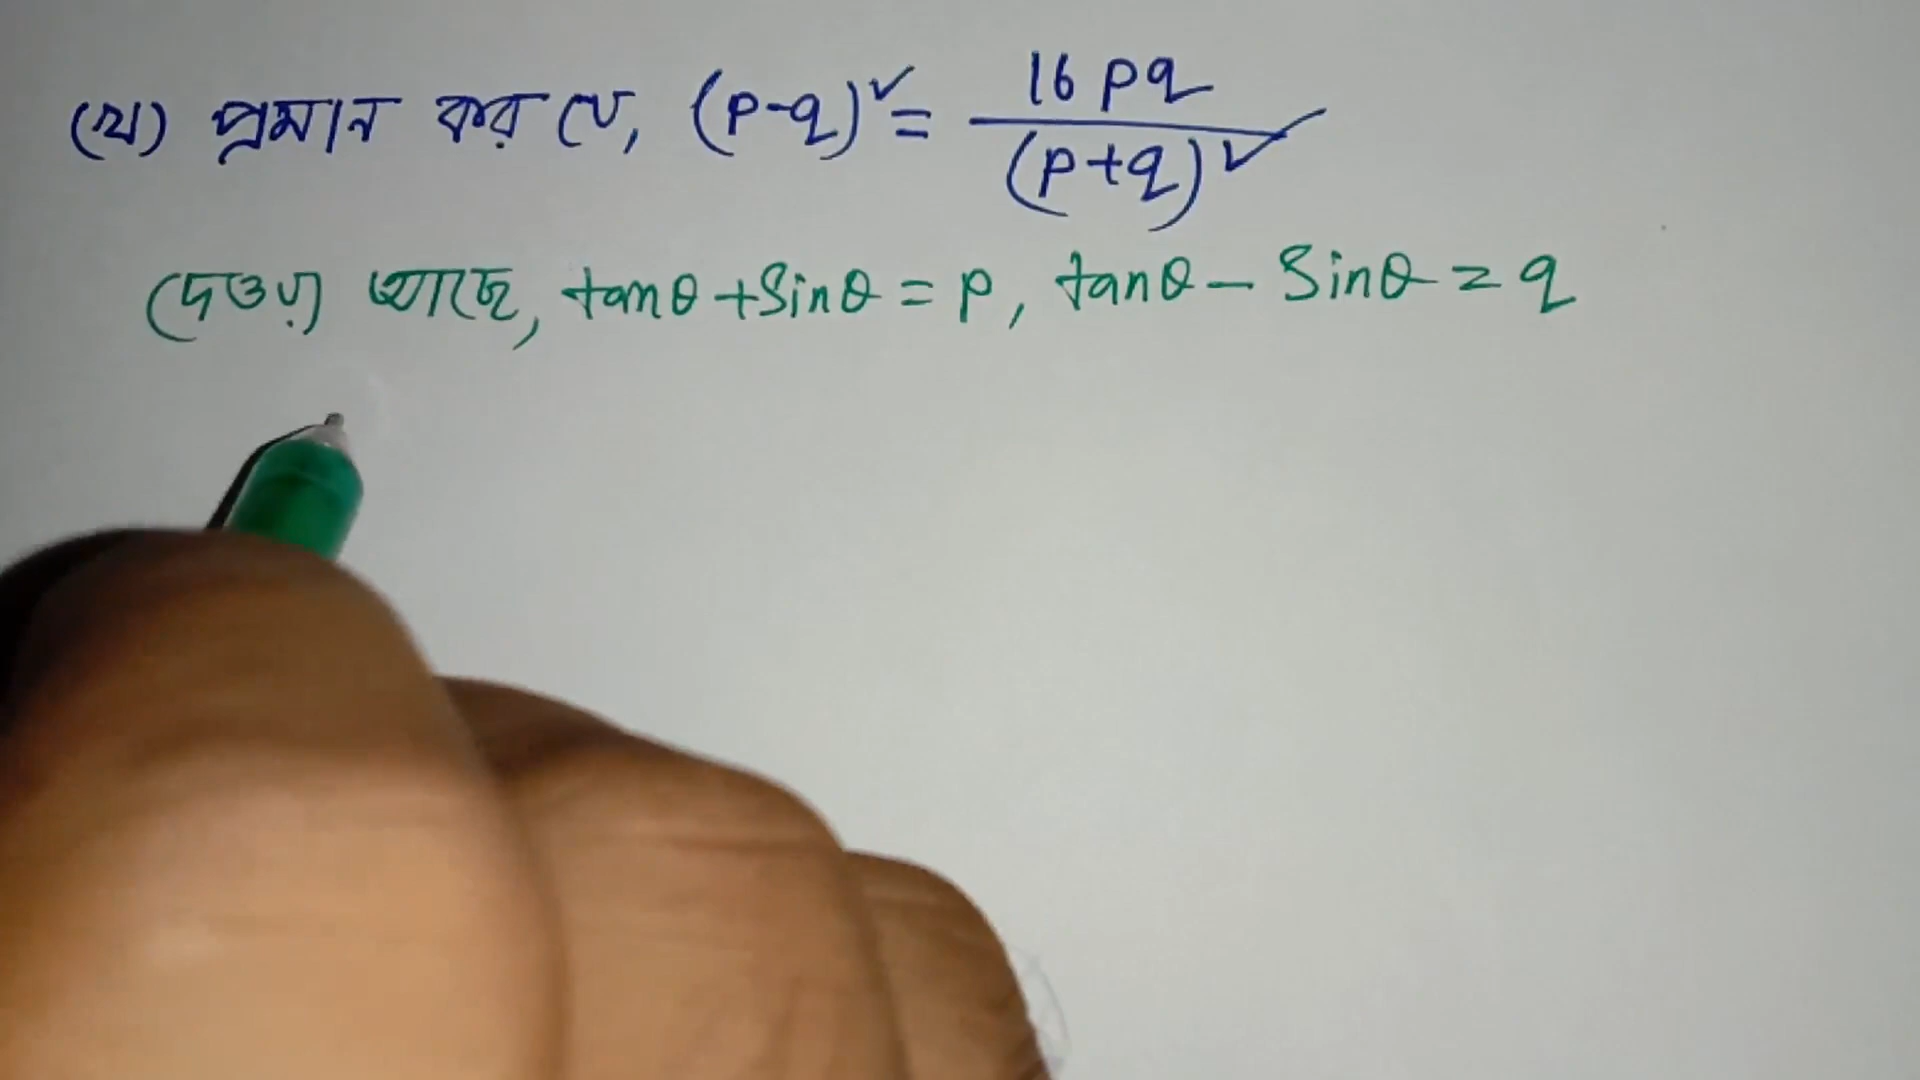 (খ) প্রমান কর যে, (p-q)² = 16pq/(p+q)²
দেওয়া আছে, tanθ + Sinθ = p, tanθ - Sinθ = q